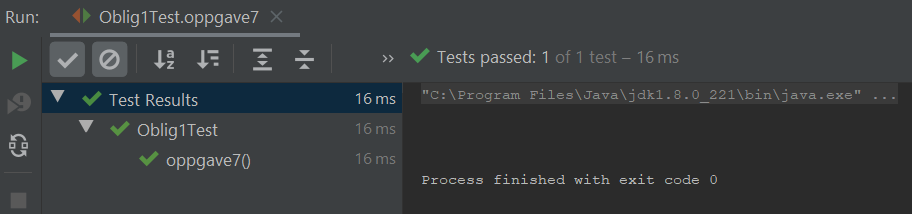 Run: Oblig1Test.oppgave7
Tests passed: 1 of 1 test – 16 ms
Test Results 16 ms
Oblig1Test 16 ms
oppgave7() 16 ms
"C:\Program Files\Java\jdk1.8.0_221\bin\java.exe" ...
Process finished with exit code 0